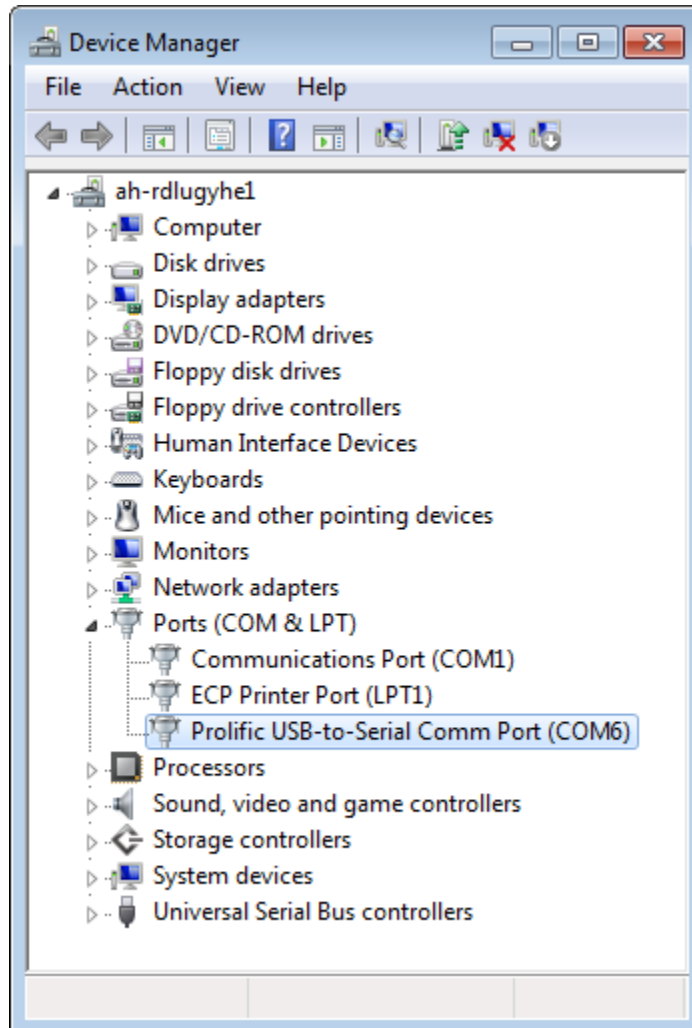 Device Manager
File Action View Help
ah-rdlugyhe1
Computer
Disk drives
Display adapters
DVD/CD-ROM drives
Floppy disk drives
Floppy drive controllers
Human Interface Devices
Keyboards
Mice and other pointing devices
Monitors
Network adapters
Ports (COM & LPT)
Communications Port (COM1)
ECP Printer Port (LPT1)
Prolific USB-to-Serial Comm Port (COM6)
Processors
Sound, video and game controllers
Storage controllers
System devices
Universal Serial Bus controllers